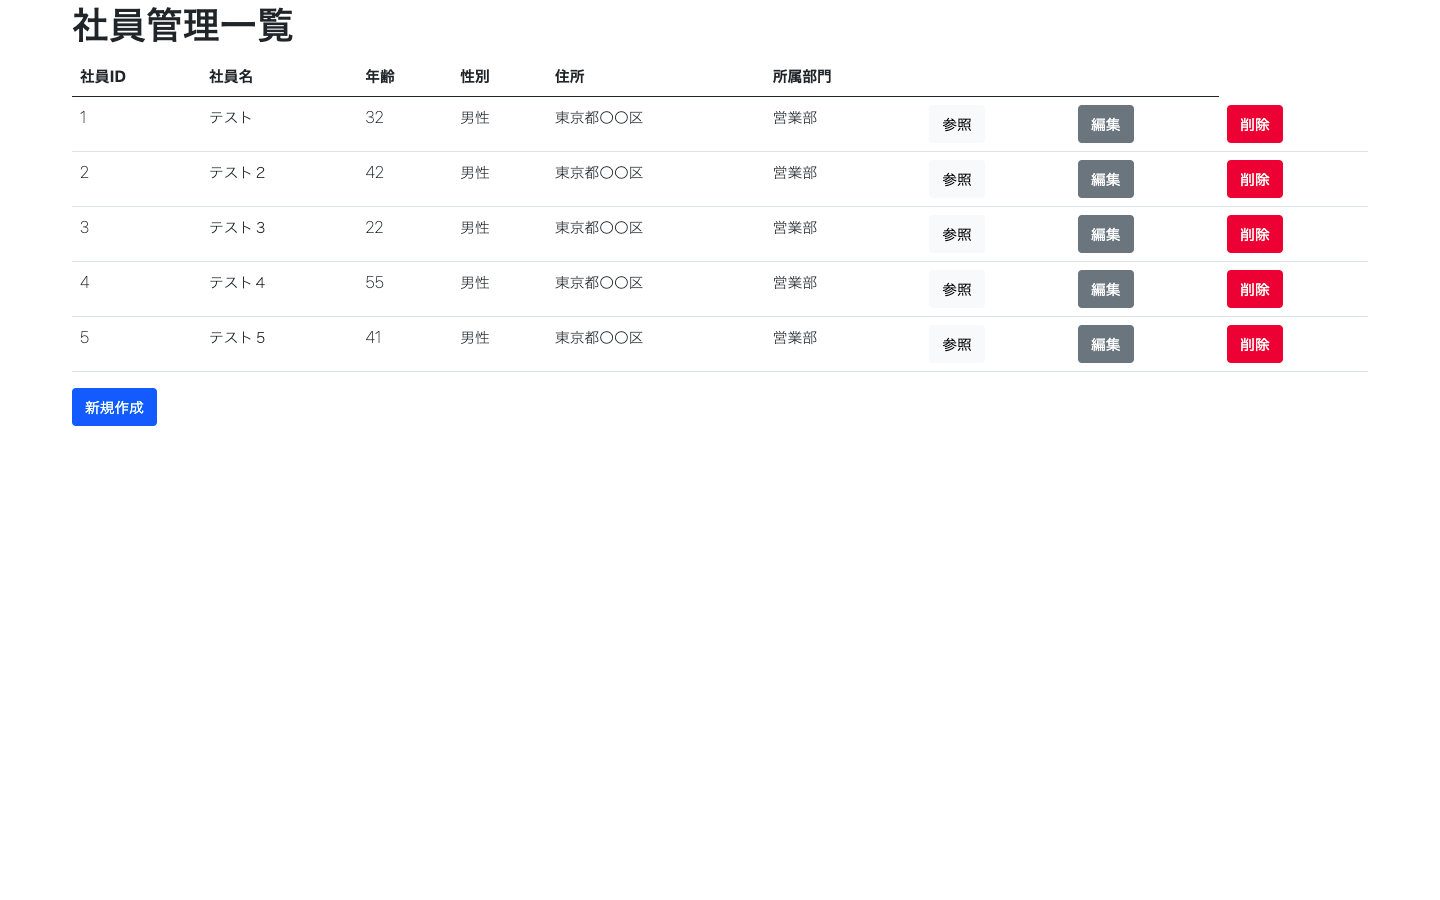 社員管理一覧
社員ID 社員名 年齢 性別 住所 所属部門
1 テスト 32 男性 東京都〇〇区 営業部 参照 編集 削除
2 テスト２ 42 男性 東京都〇〇区 営業部 参照 編集 削除
3 テスト３ 22 男性 東京都〇〇区 営業部 参照 編集 削除
4 テスト４ 55 男性 東京都〇〇区 営業部 参照 編集 削除
5 テスト５ 41 男性 東京都〇〇区 営業部 参照 編集 削除
新規作成